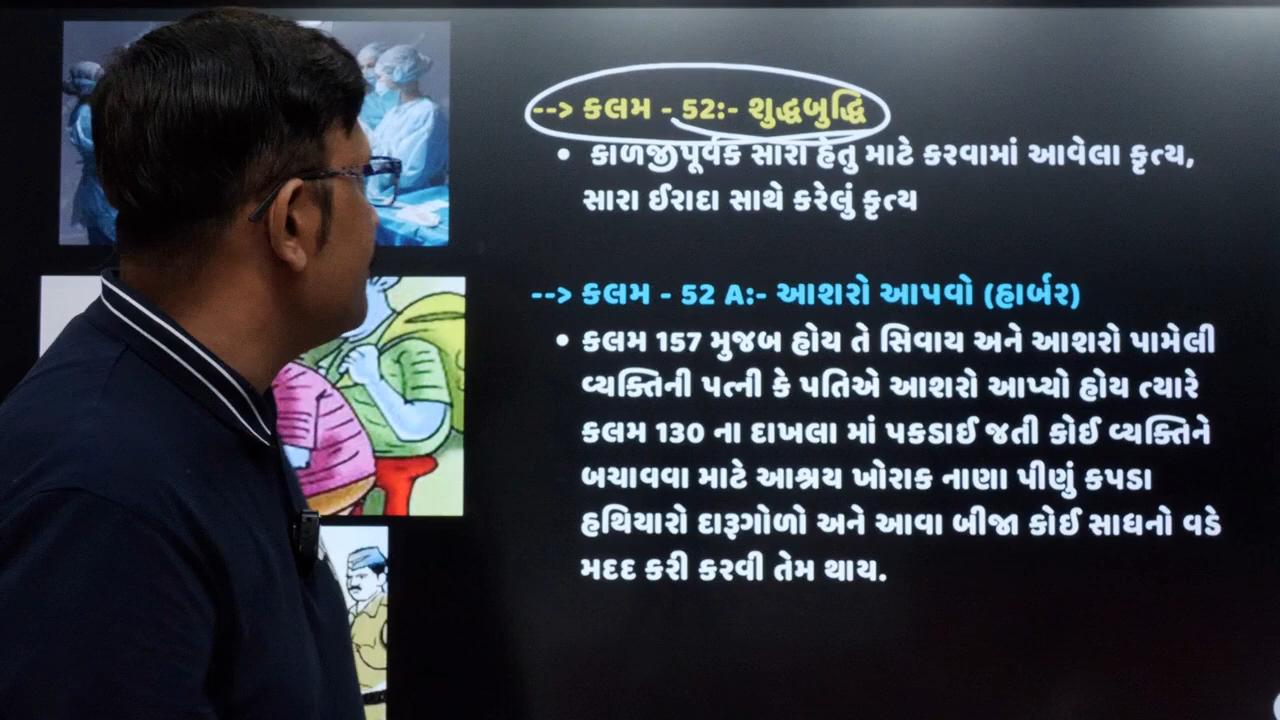 --> કલમ - 52:- શુદ્ધબુદ્ધિ
• કાળજીપૂર્વક સારા હેતુ માટે કરવામાં આવેલા કૃત્ય,
સારા ઈરાદા સાથે કરેલું કૃત્ય
--> કલમ - 52 A:- આશરો આપવો (હાર્બર)
• કલમ 157 મુજબ હોય તે સિવાય અને આશરો પામેલી
વ્યક્તિની પત્ની કે પતિએ આશરો આપ્યો હોય ત્યારે
કલમ 130 ના દાખલા માં પકડાઈ જતી કોઈ વ્યક્તિને
બચાવવા માટે આશ્રય ખોરાક નાણા પીણું કપડા
હથિયારો દારૂગોળો અને આવા બીજા કોઈ સાધનો વડે
મદદ કરી કરવી તેમ થાય.